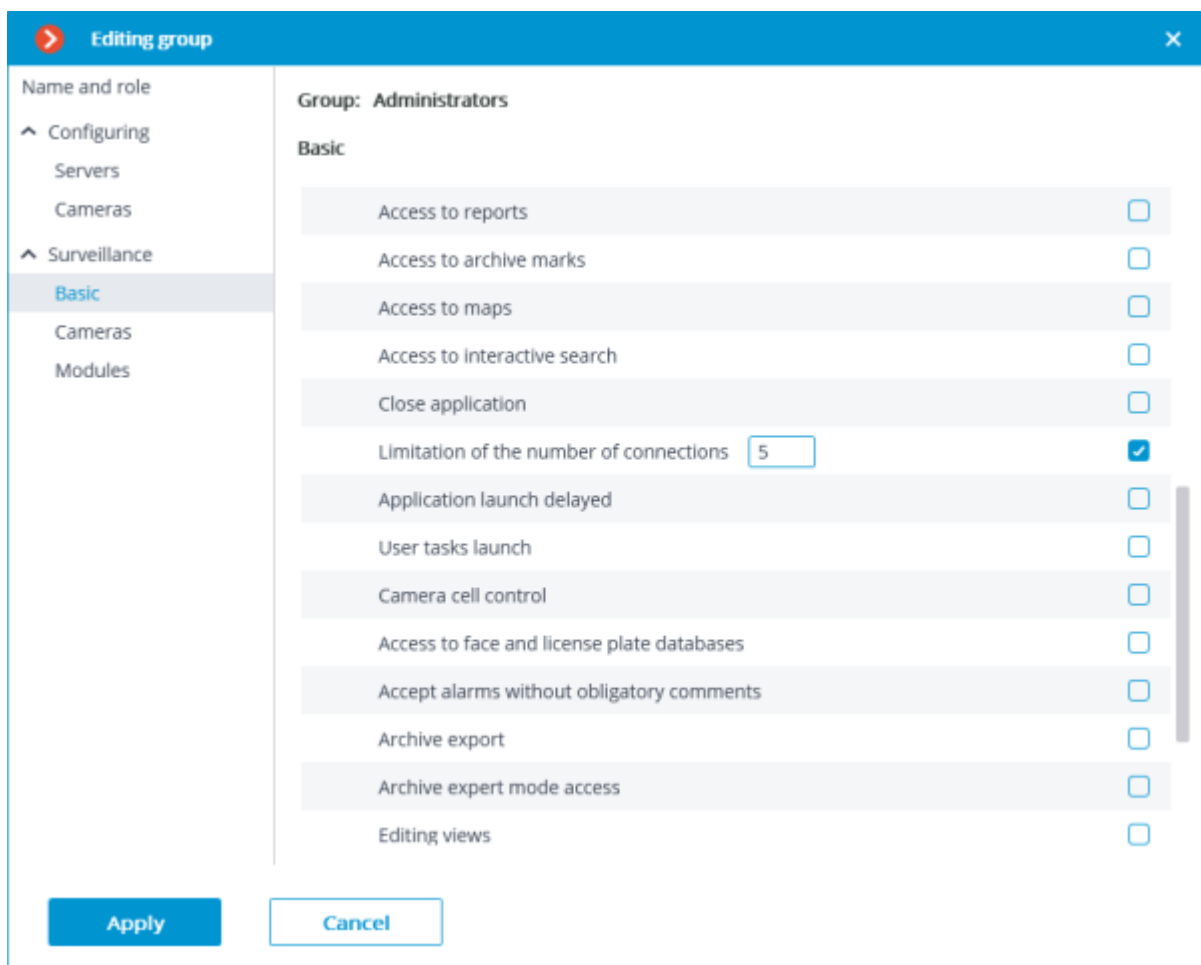 Editing group
Name and role
Configuring
Servers
Cameras
Surveillance
Basic
Cameras
Modules
Group: Administrators
Basic
Access to reports
Access to archive marks
Access to maps
Access to interactive search
Close application
Limitation of the number of connections 5
Application launch delayed
User tasks launch
Camera cell control
Access to face and license plate databases
Accept alarms without obligatory comments
Archive export
Archive expert mode access
Editing views
Apply Cancel